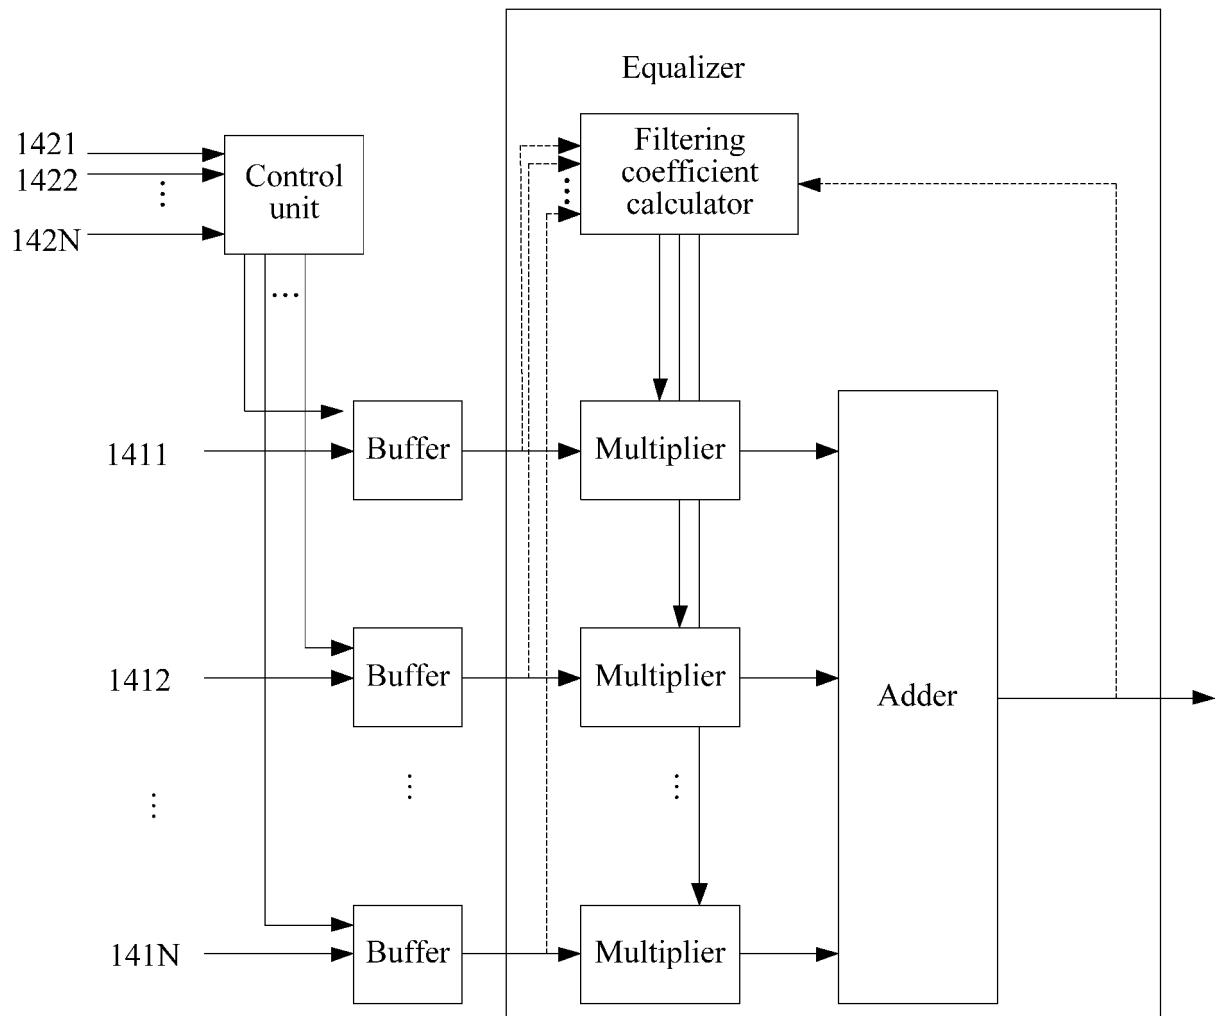 Equalizer
1421
1422
142N
Control
unit
Filtering
coefficient
calculator
1411
Buffer
Multiplier
1412
Buffer
Multiplier
Adder
141N
Buffer
Multiplier